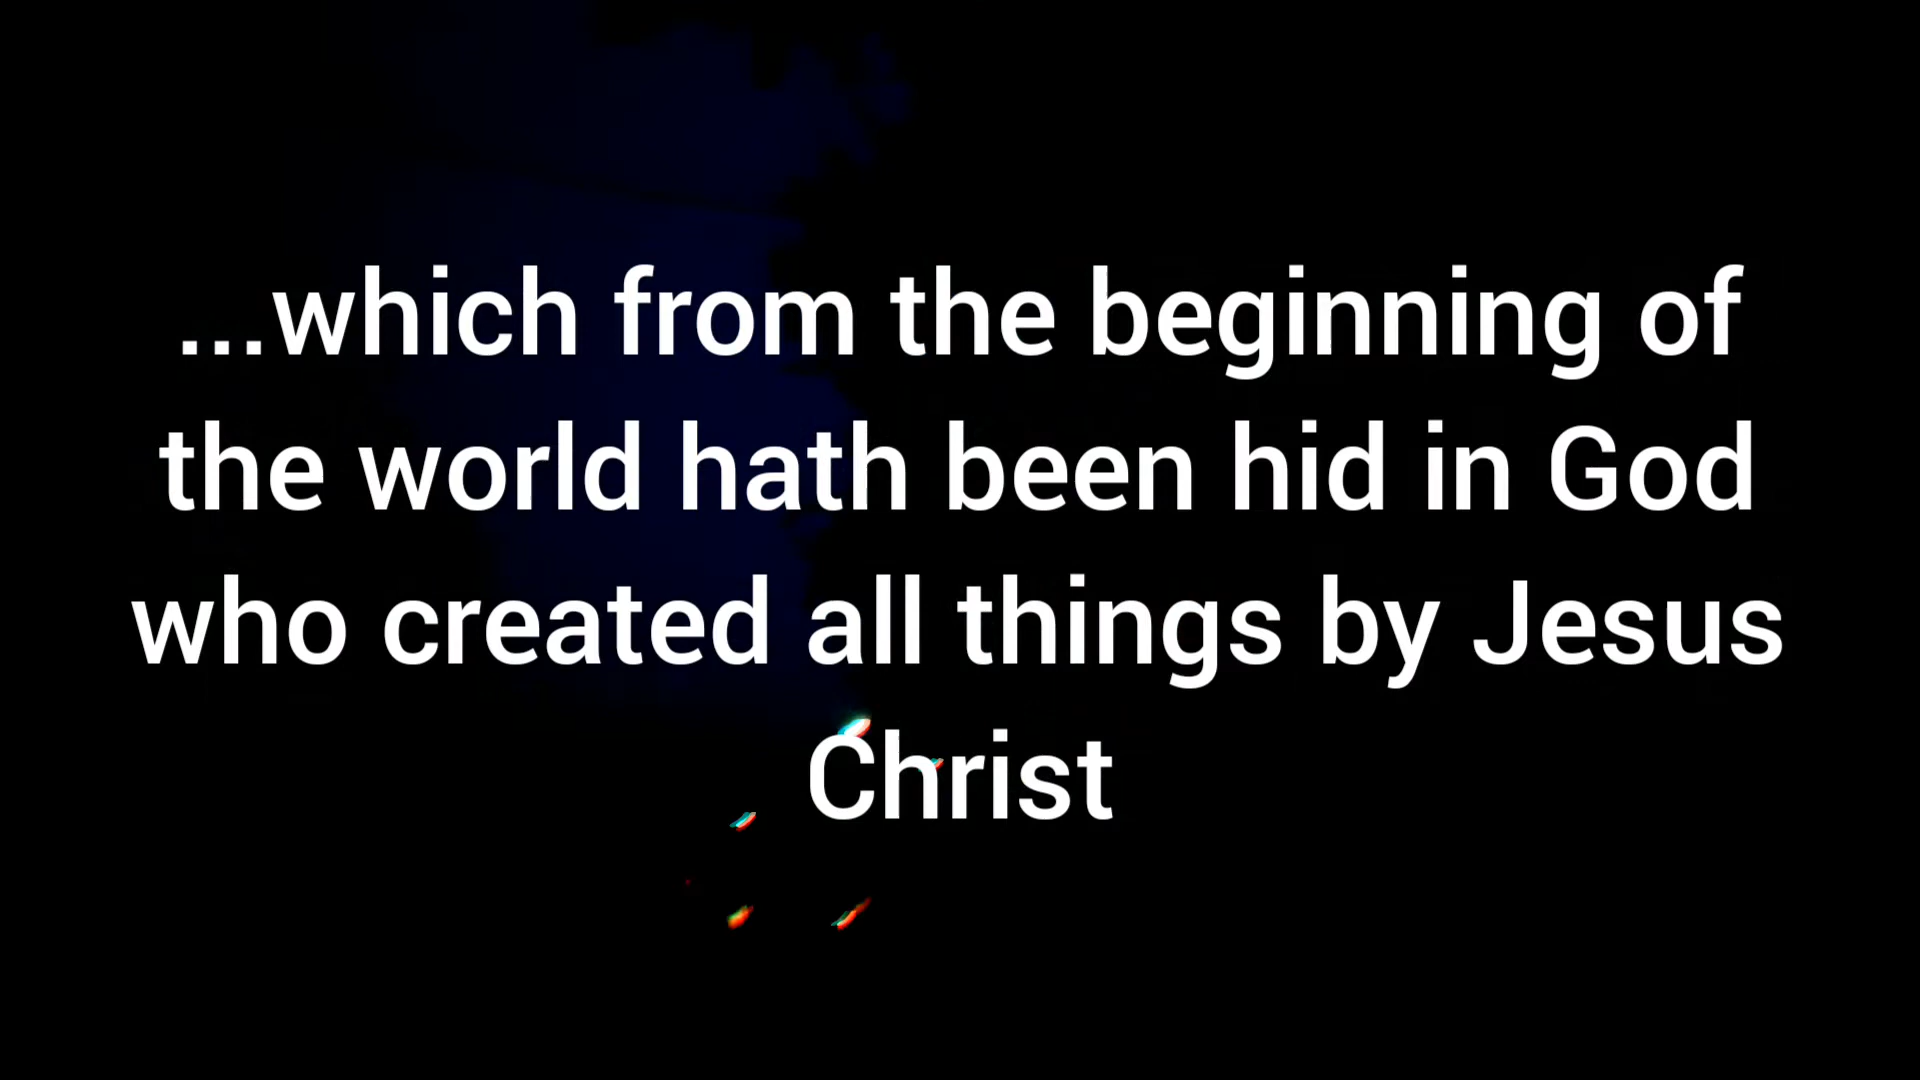 ...which from the beginning of
the world hath been hid in God
who created all things by Jesus
Christ